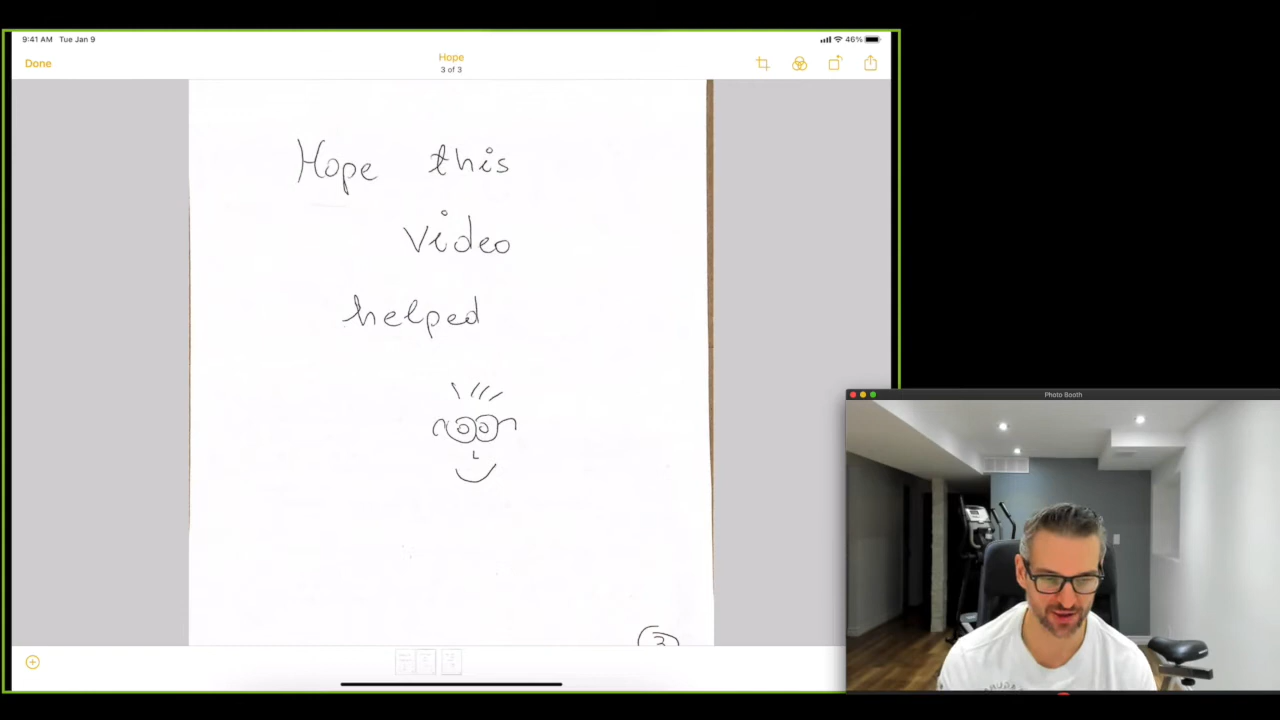 9:41 AM Tue Jan 9
46%
Done
Hope
3 of 3
Hope this
video
helped
3
Photo Booth